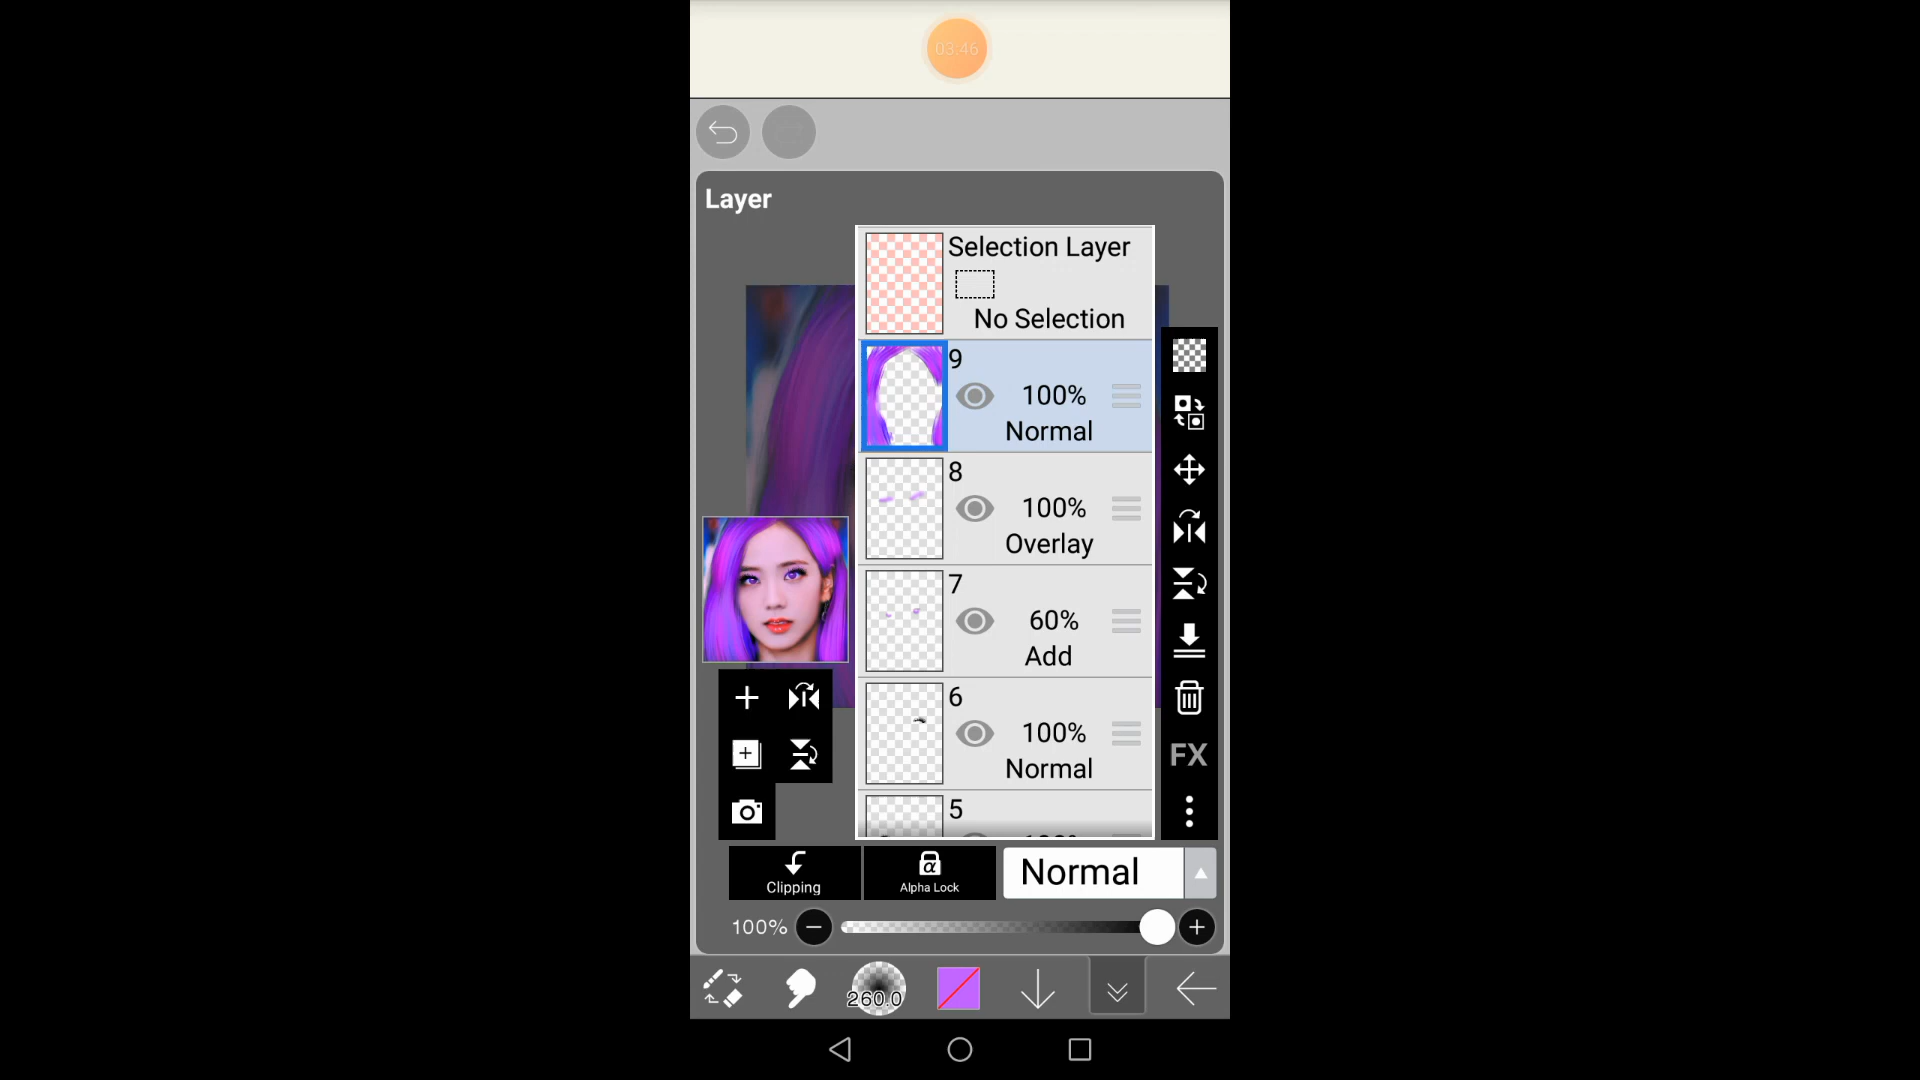 03:46
Layer
Selection Layer
No Selection
9
100%
Normal
8
100%
Overlay
7
60%
Add
6
100%
Normal
5
FX
Clipping
α
Alpha Lock
Normal
100%
260.0